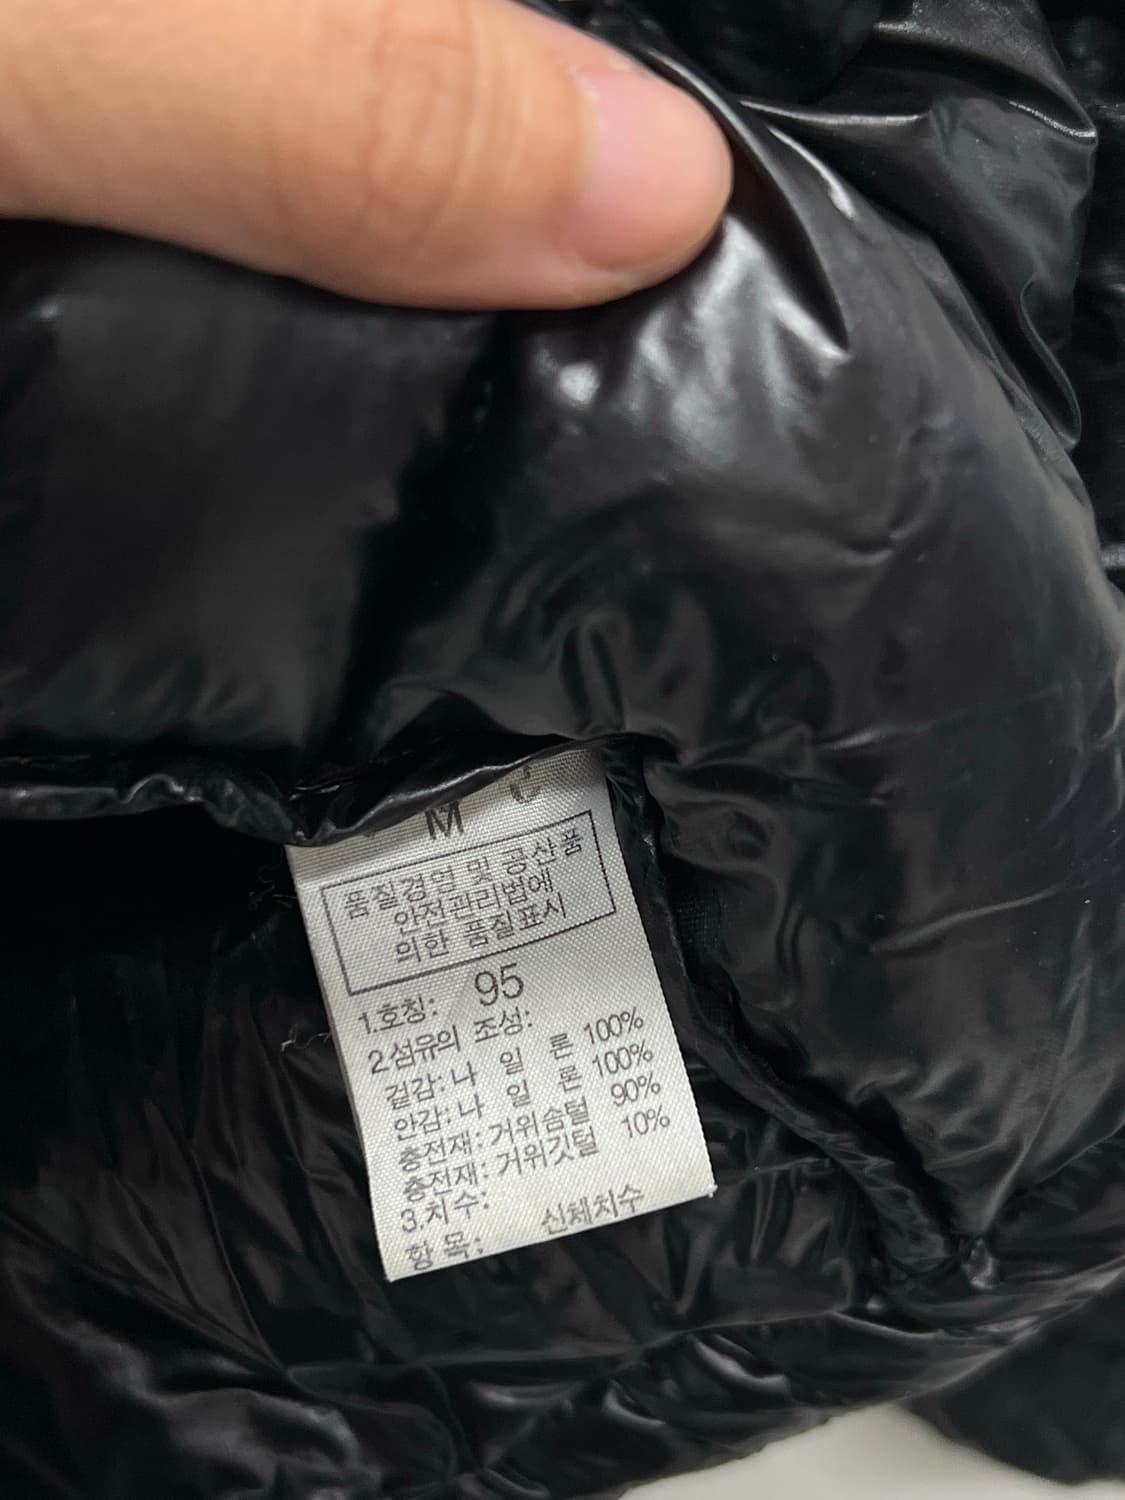 M
품질경영 및 공산품
안전관리법에
의한 품질표시
1.호칭: 95
2섬유의 조성:
겉감: 나 일 론 100%
안감: 나 일 론 100%
충전재: 거위솜털 90%
충전재: 거위깃털 10%
3.치수:
항 목: 신체치수